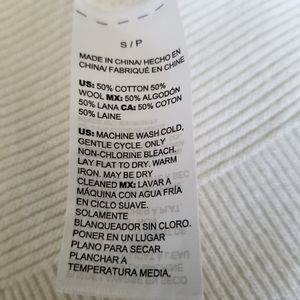 S / P
MADE IN CHINA/ HECHO EN
CHINA/ FABRIQUÉ EN CHINE
US: 50% COTTON 50%
WOOL MX: 50% ALGODÓN
50% LANA CA: 50% COTON
50% LAINE
US: MACHINE WASH COLD,
GENTLE CYCLE. ONLY
NON-CHLORINE BLEACH.
LAY FLAT TO DRY. WARM
IRON. MAY BE DRY
CLEANED MX: LAVAR A
MÁQUINA CON AGUA FRÍA
EN CICLO SUAVE.
SOLAMENTE
BLANQUEADOR SIN CLORO.
PONER EN UN LUGAR
PLANO PARA SECAR.
PLANCHAR A
TEMPERATURA MEDIA.